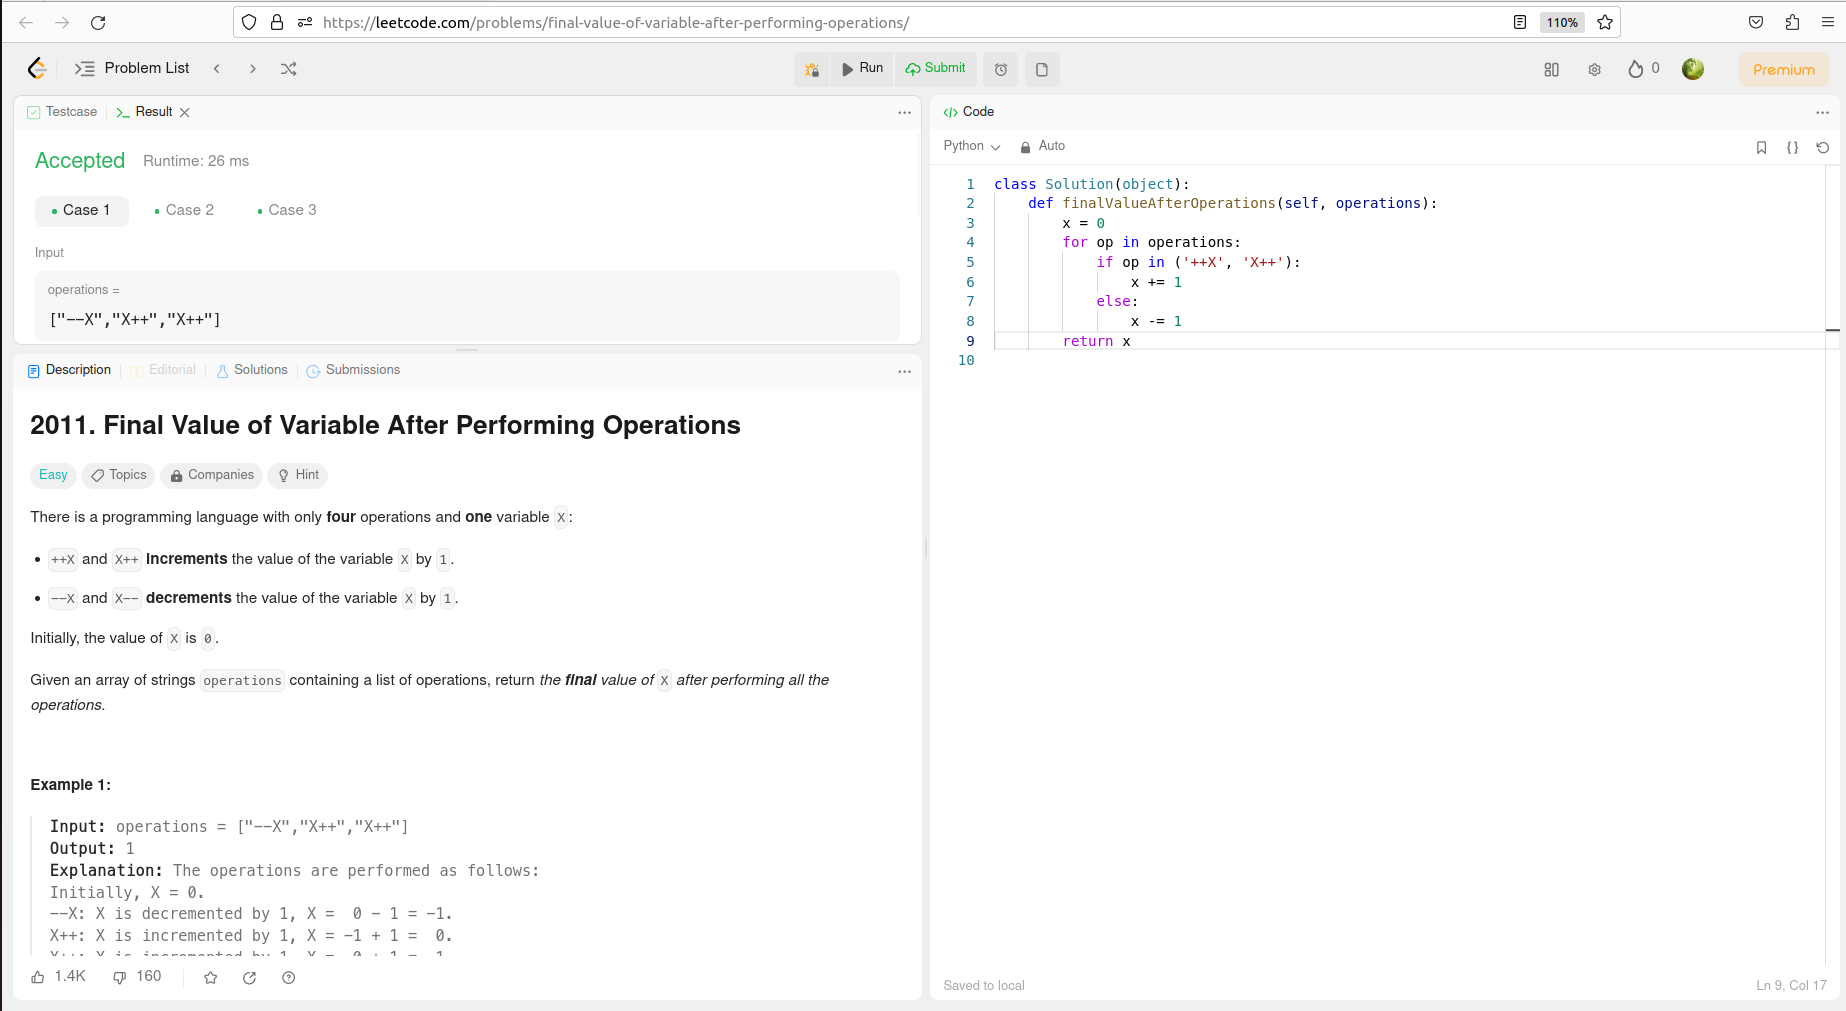 https://leetcode.com/problems/final-value-of-variable-after-performing-operations/
110%
Problem List
Run
Submit
0
Premium
Testcase
Result
Accepted
Runtime: 26 ms
Case 1
Case 2
Case 3
Input
operations =
["--X","X++","X++"]
Description
Editorial
Solutions
Submissions
2011. Final Value of Variable After Performing Operations
Easy
Topics
Companies
Hint
There is a programming language with only four operations and one variable X:
• ++X and X++ increments the value of the variable X by 1.
• --X and X-- decrements the value of the variable X by 1.
Initially, the value of X is 0.
Given an array of strings operations containing a list of operations, return the final value of X after performing all the
operations.
Example 1:
Input: operations = ["--X","X++","X++"]
Output: 1
Explanation: The operations are performed as follows:
Initially, X = 0.
--X: X is decremented by 1, X =  0 - 1 = -1.
X++: X is incremented by 1, X = -1 + 1 =  0.
X++: X is incremented by 1, X =  0 + 1 =  1.
1.4K
160
</> Code
Python
Auto
1 class Solution(object):
2     def finalValueAfterOperations(self, operations):
3         x = 0
4         for op in operations:
5             if op in ('++X', 'X++'):
6                 x += 1
7             else:
8                 x -= 1
9         return x
10
Saved to local
Ln 9, Col 17